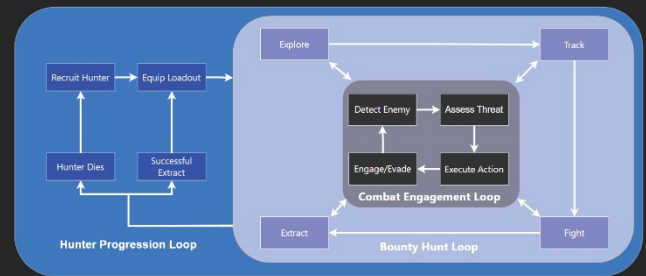 Explore
Track
Recruit Hunter
Equip Loadout
Detect Enemy
Assess Threat
Hunter Dies
Successful
Extract
Engage/Evade
Execute Action
Combat Engagement Loop
Extract
Fight
Hunter Progression Loop
Bounty Hunt Loop